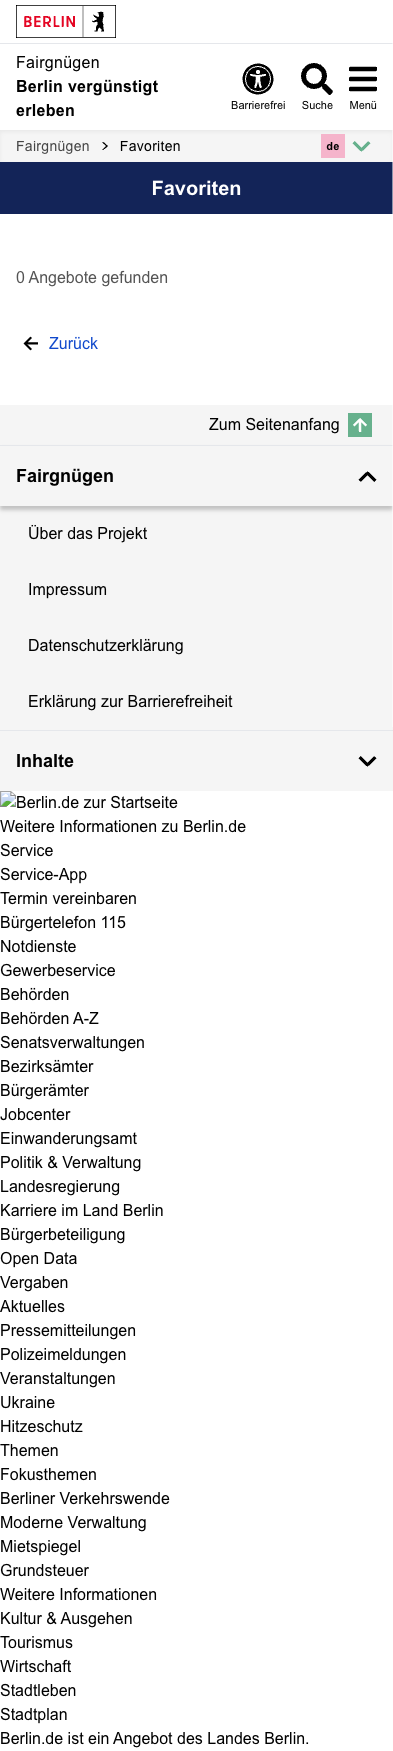 BERLIN
Fairgnügen
Berlin vergünstigt
erleben
Barrierefrei
Suche
Menü
Fairgnügen > Favoriten
de
Favoriten
0 Angebote gefunden
Zurück
Zum Seitenanfang
Fairgnügen
Über das Projekt
Impressum
Datenschutzerklärung
Erklärung zur Barrierefreiheit
Inhalte
Berlin.de zur Startseite
Weitere Informationen zu Berlin.de
Service
Service-App
Termin vereinbaren
Bürgertelefon 115
Notdienste
Gewerbeservice
Behörden
Behörden A-Z
Senatsverwaltungen
Bezirksämter
Bürgerämter
Jobcenter
Einwanderungsamt
Politik & Verwaltung
Landesregierung
Karriere im Land Berlin
Bürgerbeteiligung
Open Data
Vergaben
Aktuelles
Pressemitteilungen
Polizeimeldungen
Veranstaltungen
Ukraine
Hitzeschutz
Themen
Fokusthemen
Berliner Verkehrswende
Moderne Verwaltung
Mietspiegel
Grundsteuer
Weitere Informationen
Kultur & Ausgehen
Tourismus
Wirtschaft
Stadtleben
Stadtplan
Berlin.de ist ein Angebot des Landes Berlin.